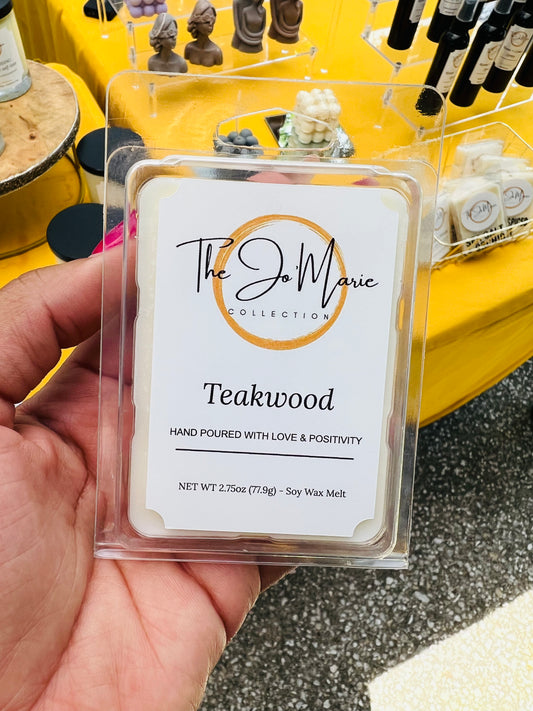 The Jo'Marie
COLLECTION
Teakwood
HAND POURED WITH LOVE & POSITIVITY
NET WT 2.75oz (77.9g) - Soy Wax Melt